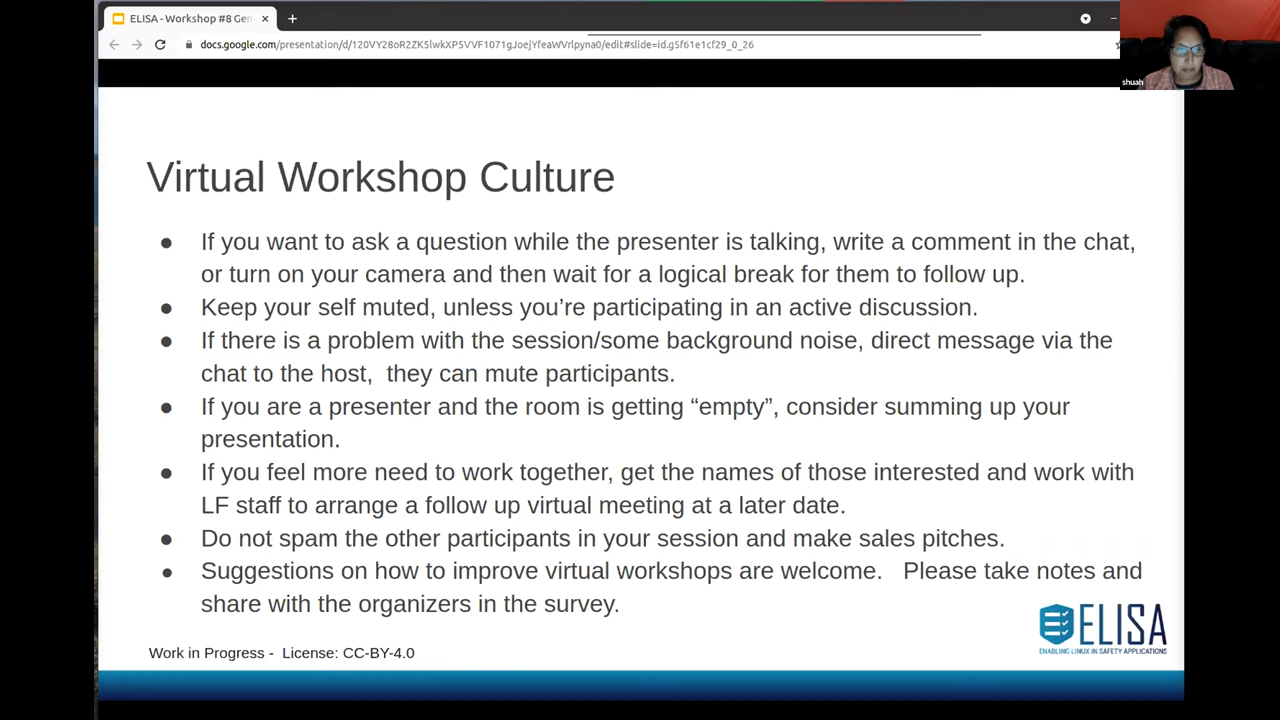 ELISA - Workshop #8 Gen
docs.google.com/presentation/d/120VY28oR2ZK5lwkXP5VVF1071gJoejYfeaWVrlpyna0/edit#slide=id.g5f61e1cf29_0_26
shuah
Virtual Workshop Culture
● If you want to ask a question while the presenter is talking, write a comment in the chat,
or turn on your camera and then wait for a logical break for them to follow up.
● Keep your self muted, unless you’re participating in an active discussion.
● If there is a problem with the session/some background noise, direct message via the
chat to the host,  they can mute participants.
● If you are a presenter and the room is getting “empty”, consider summing up your
presentation.
● If you feel more need to work together, get the names of those interested and work with
LF staff to arrange a follow up virtual meeting at a later date.
● Do not spam the other participants in your session and make sales pitches.
● Suggestions on how to improve virtual workshops are welcome.   Please take notes and
share with the organizers in the survey.
ELISA
ENABLING LINUX IN SAFETY APPLICATIONS
Work in Progress -  License: CC-BY-4.0